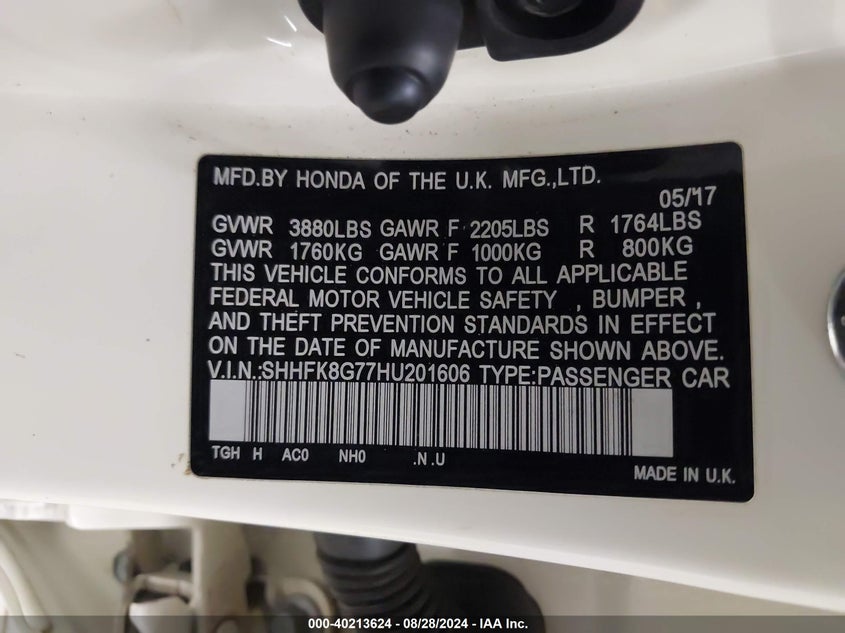 MFD.BY HONDA OF THE U.K. MFG.,LTD.
05/17
GVWR 3880LBS GAWR F 2205LBS R 1764LBS
GVWR 1760KG GAWR F 1000KG R 800KG
THIS VEHICLE CONFORMS TO ALL APPLICABLE
FEDERAL MOTOR VEHICLE SAFETY , BUMPER ,
AND THEFT PREVENTION STANDARDS IN EFFECT
ON THE DATE OF MANUFACTURE SHOWN ABOVE.
V.I.N.:SHHFK8G77HU201606 TYPE:PASSENGER CAR
TGH H AC0 NH0 .N .U
MADE IN U.K.
000-40213624 - 08/28/2024 - IAA Inc.